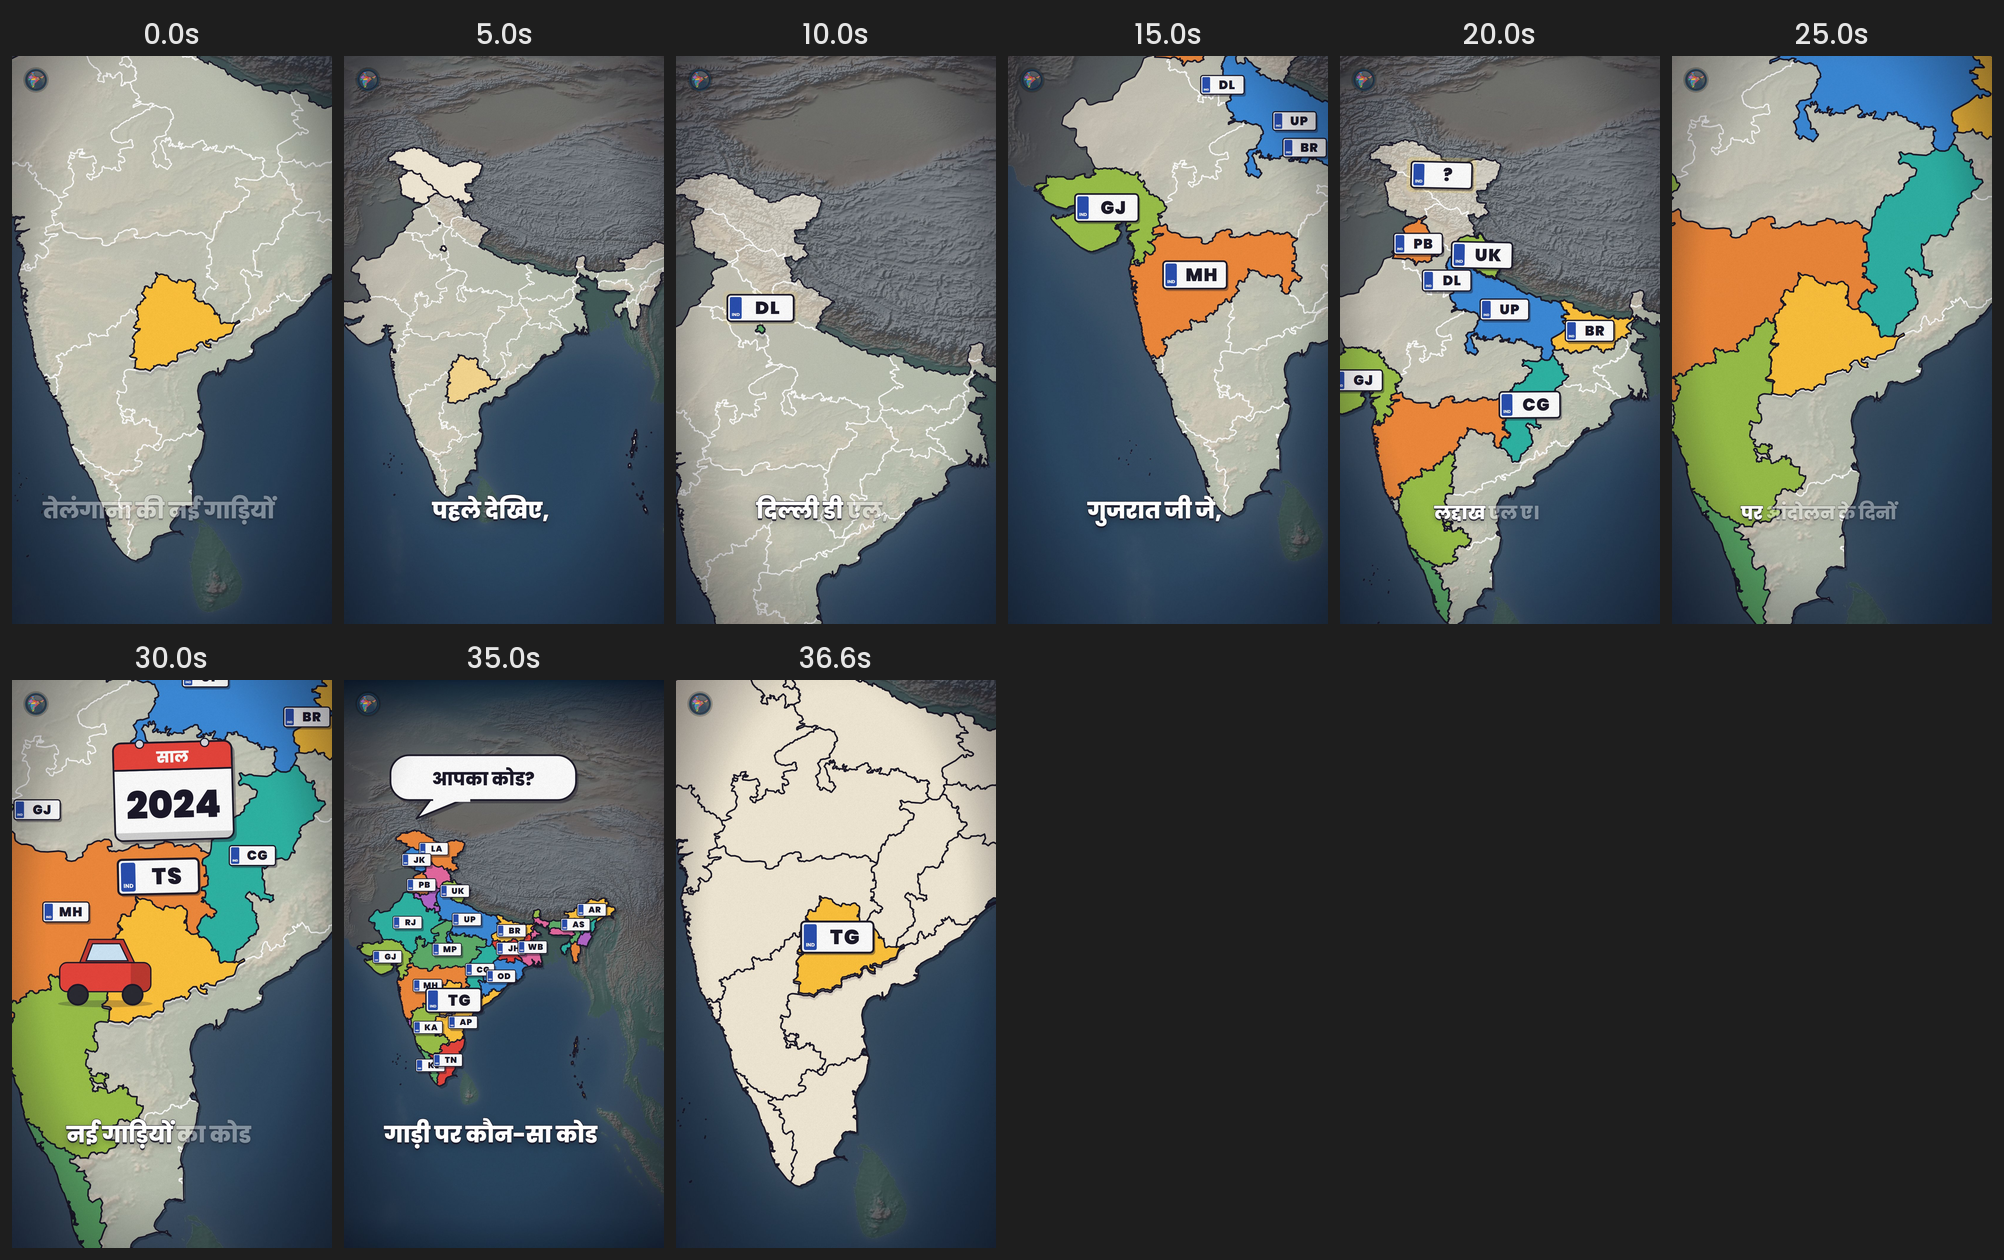 0.0s
तेलंगाना की नई गाड़ियों
5.0s
पहले देखिए,
10.0s
DL
दिल्ली डी एल
15.0s
DL
UP
BR
GJ
MH
गुजरात जी जे,
20.0s
?
PB
UK
DL
UP
BR
GJ
CG
लद्दाख एल ए।
25.0s
पर आंदोलन के दिनों
30.0s
BR
साल
2024
GJ
CG
TS
MH
नई गाड़ियों का कोड
35.0s
आपका कोड?
LA
JK
PB
UK
RJ
UP
AR
AS
BR
MP
JH
WB
GJ
CG
OD
MH
TG
KA
AP
TN
गाड़ी पर कौन-सा कोड
36.6s
TG